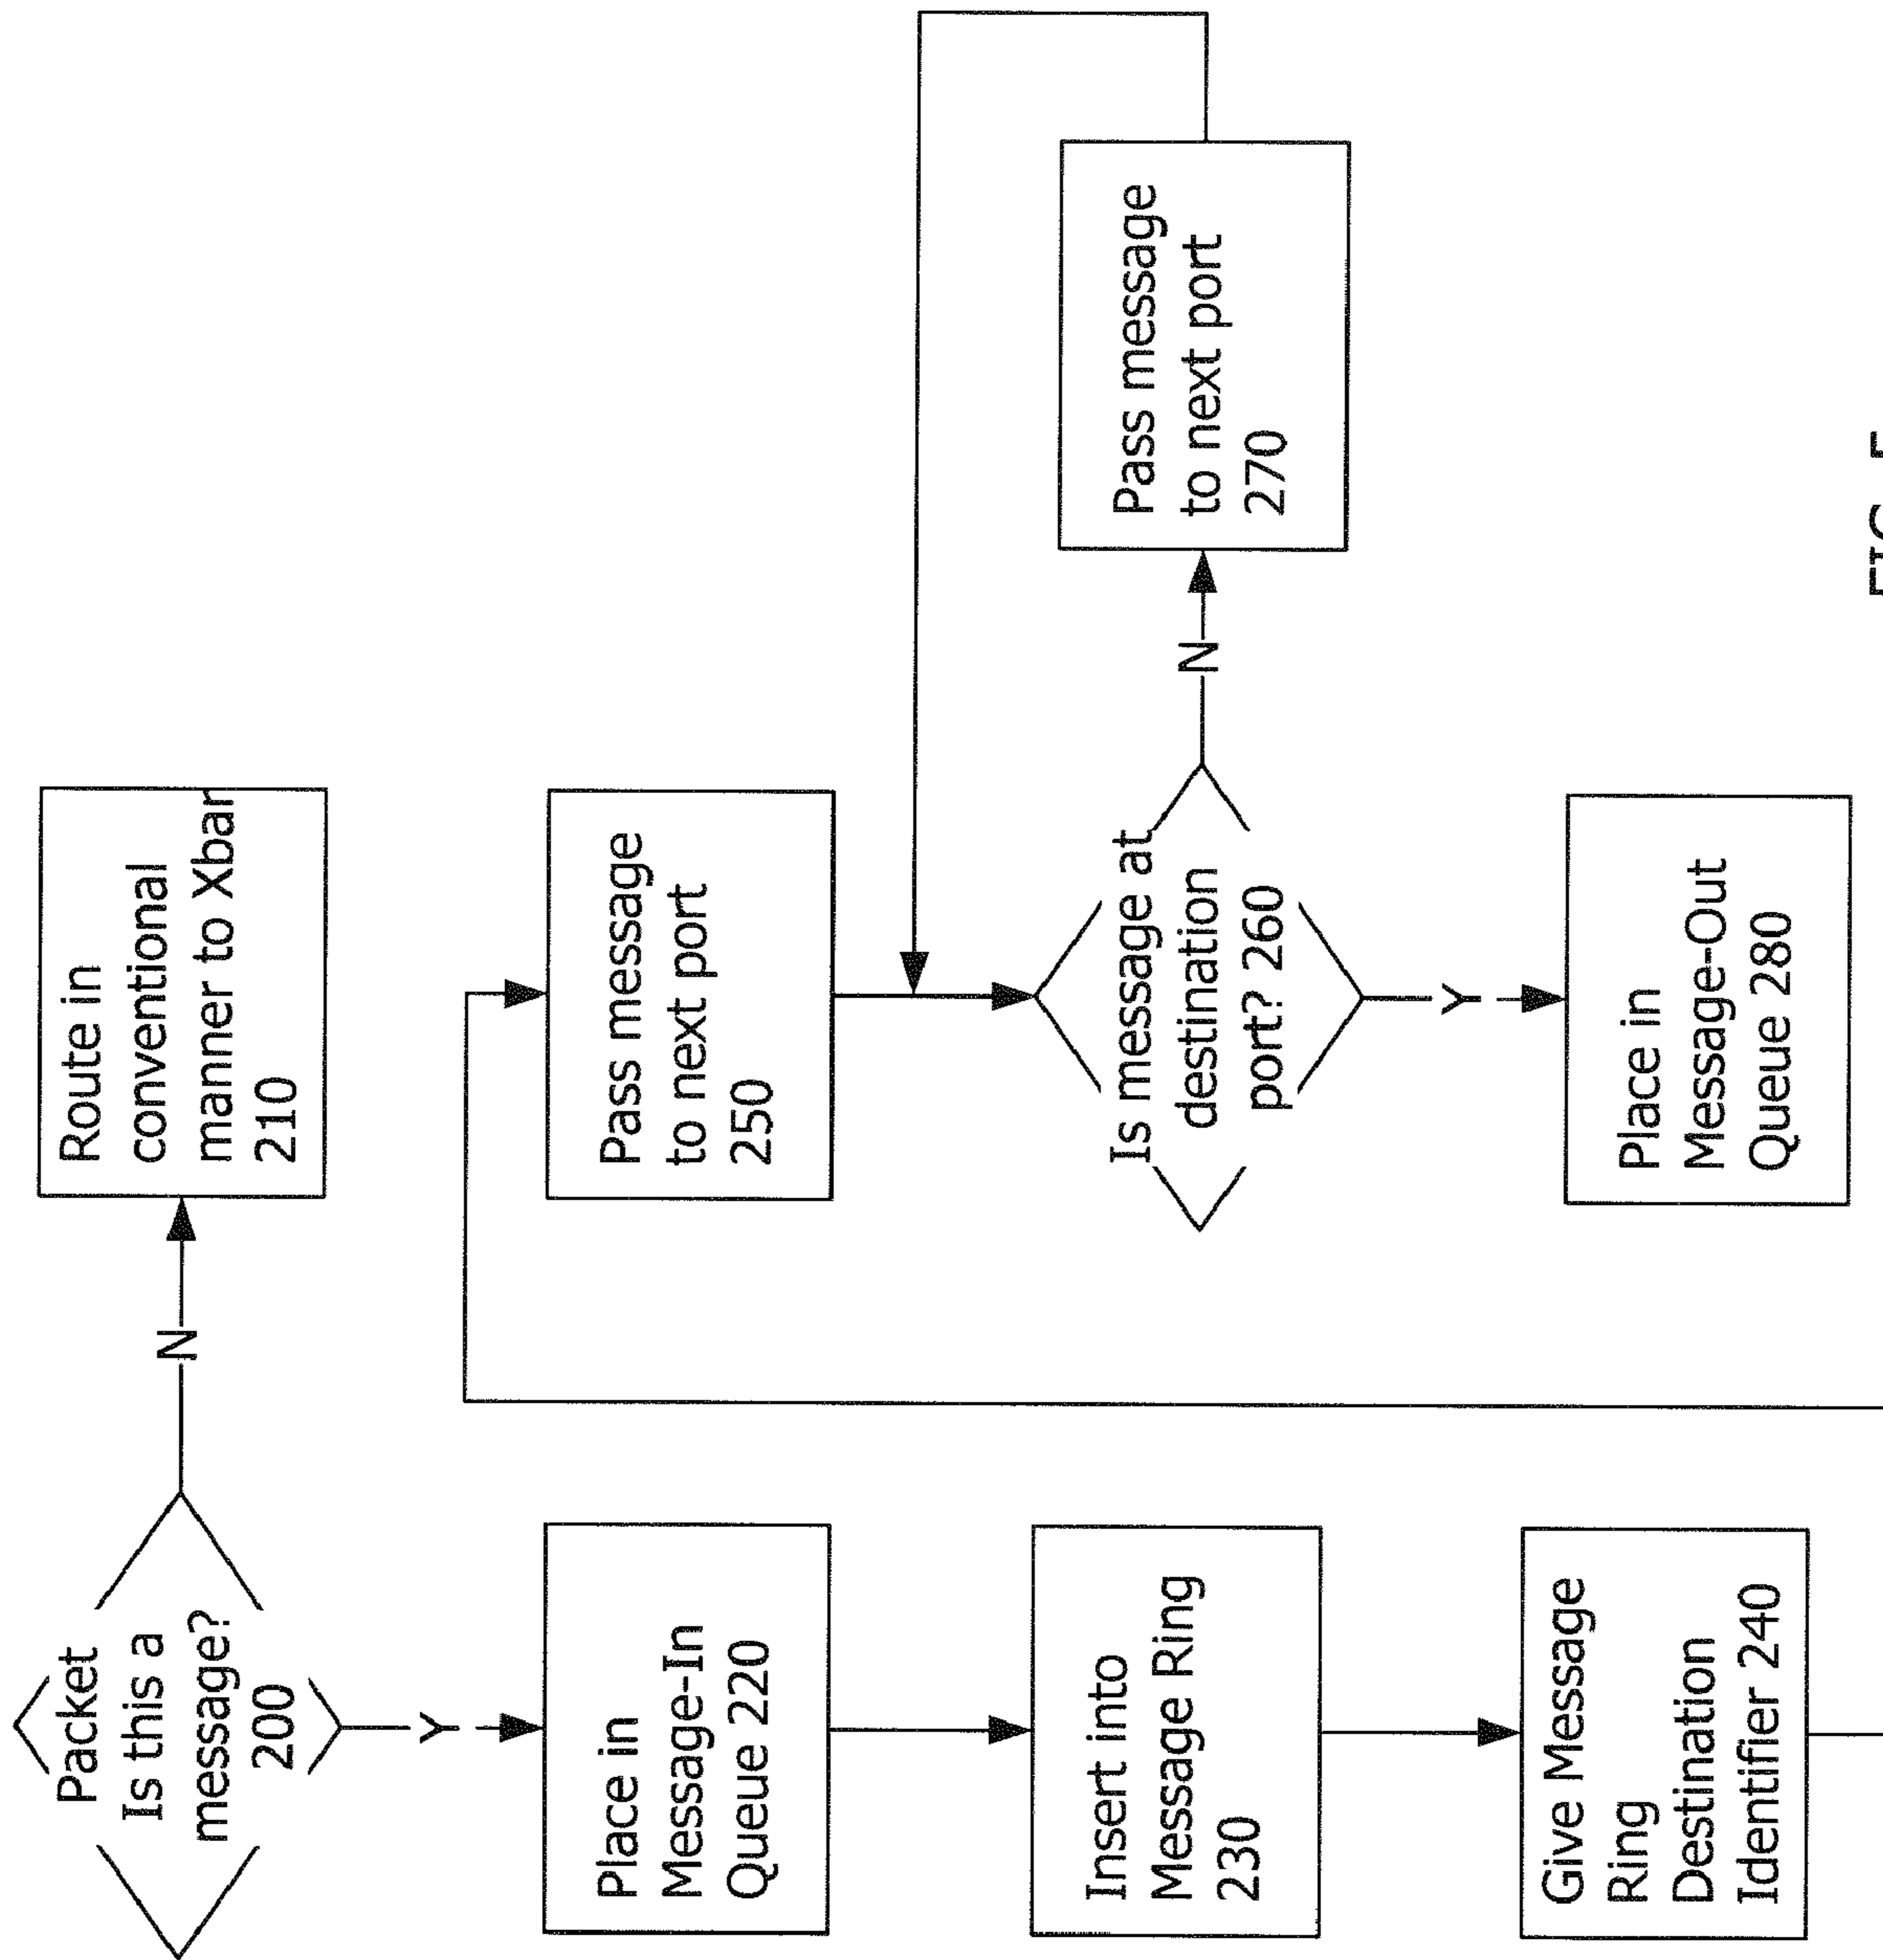 Packet
Is this a
message?
200
N
Route in
conventional
manner to Xbar
210
Y
Place in
Message-In
Queue 220
Insert into
Message Ring
230
Give Message
Ring
Destination
Identifier 240
Pass message
to next port
250
Is message at
destination
port? 260
N
Pass message
to next port
270
Y
Place in
Message-Out
Queue 280
FIG.